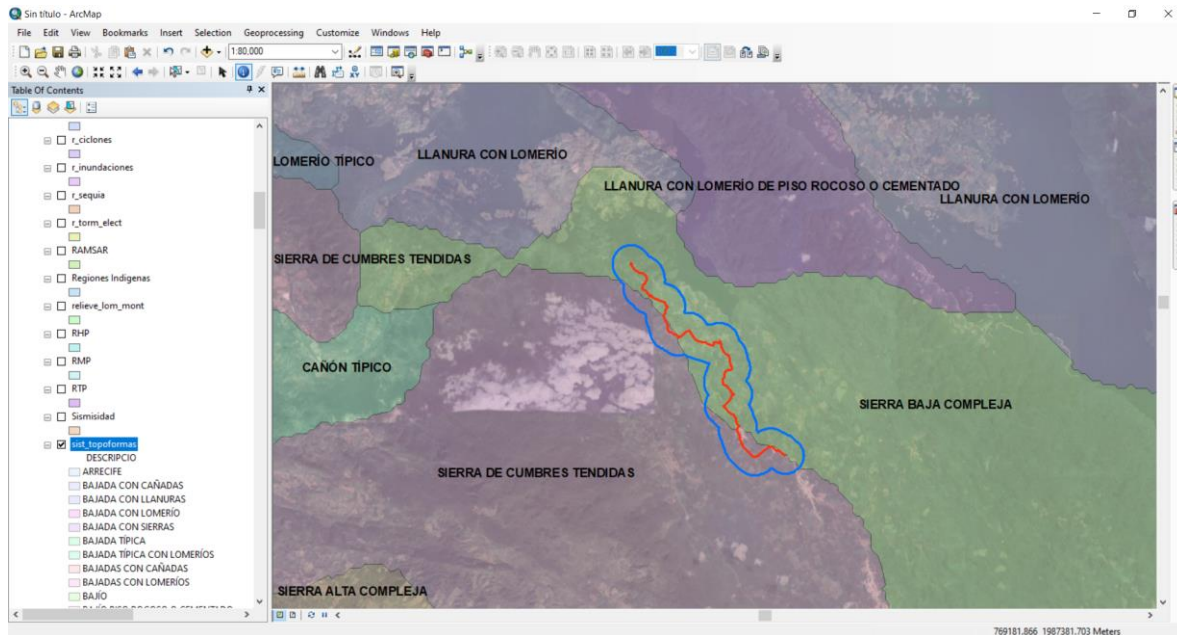 Sin título - ArcMap
File Edit View Bookmarks Insert Selection Geoprocessing Customize Windows Help
1:80,000
Table Of Contents
r_ciclones
r_inundaciones
r_sequia
r_torm_elect
RAMSAR
Regiones Indigenas
relieve_lom_mont
RHP
RMP
RTP
Sismisidad
sist_topoformas
DESCRIPCIO
ARRECIFE
BAJADA CON CAÑADAS
BAJADA CON LLANURAS
BAJADA CON LOMERÍO
BAJADA CON SIERRAS
BAJADA TÍPICA
BAJADA TÍPICA CON LOMERÍOS
BAJADAS CON CAÑADAS
BAJADAS CON LOMERÍOS
BAJÍO
BAJÍO PISO ROCOSO O CEMENTADO
LOMERÍO TÍPICO
LLANURA CON LOMERÍO
LLANURA CON LOMERÍO DE PISO ROCOSO O CEMENTADO
LLANURA CON LOMERÍO
SIERRA DE CUMBRES TENDIDAS
CAÑÓN TÍPICO
SIERRA BAJA COMPLEJA
SIERRA DE CUMBRES TENDIDAS
SIERRA ALTA COMPLEJA
769181.866 1987381.703 Meters